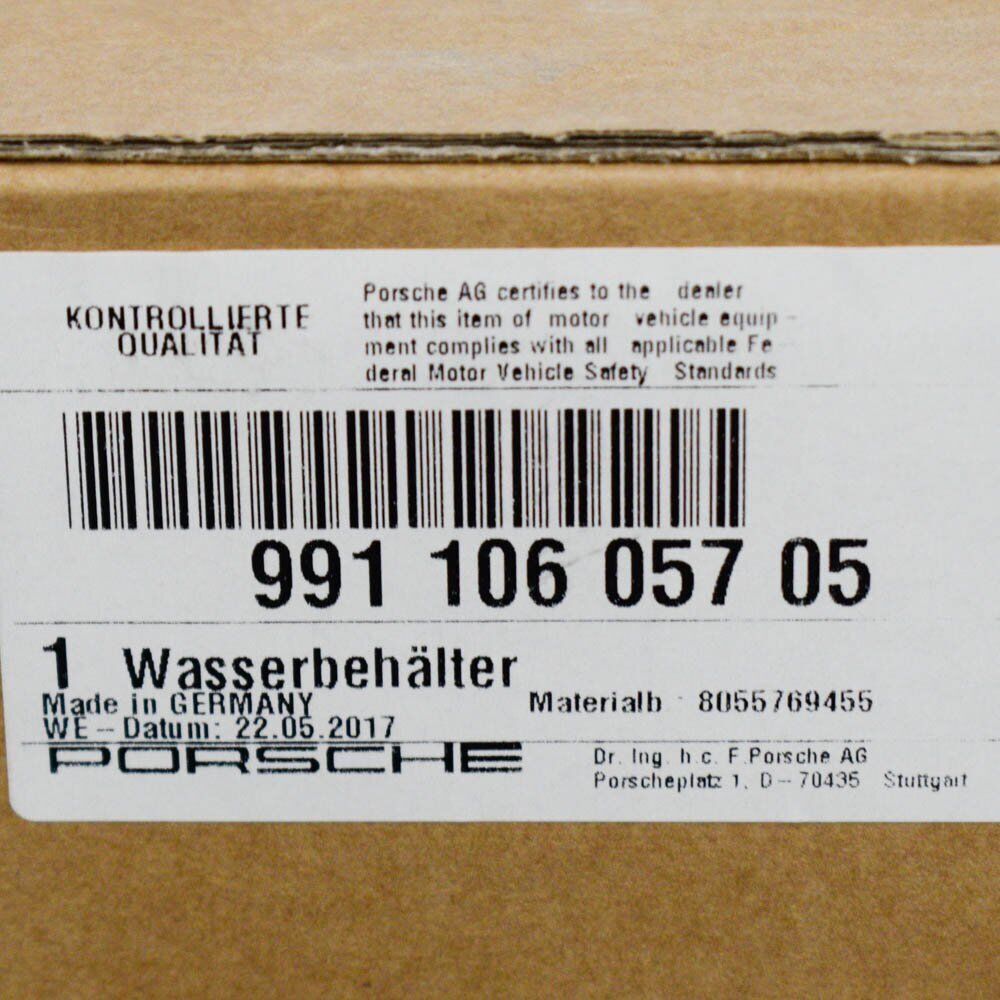 KONTROLLIERTE
QUALITÄT
Porsche AG certifies to the dealer
that this item of motor vehicle equip-
ment complies with all applicable Fe
deral Motor Vehicle Safety Standards
991 106 057 05
1 Wasserbehälter
Made in GERMANY
Materialb 8055769455
WE-Datum: 22.05.2017
PORSCHE
Dr. Ing. h.c. F.Porsche AG
Porscheplatz 1, D-70435 Stuttgart